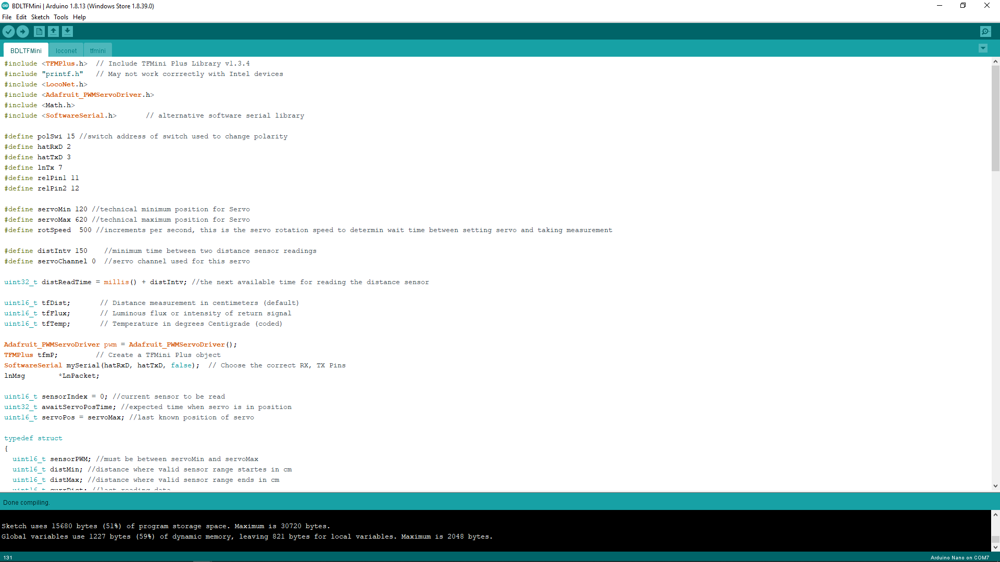 BDLTFMini | Arduino 1.8.13 (Windows Store 1.8.39.0)
File Edit Sketch Tools Help
BDLTFMini loconet tfmini
#include <TFMPlus.h>  // Include TFMini Plus Library v1.3.4
#include "printf.h"   // May not work corrrectly with Intel devices
#include <LocoNet.h>
#include <Adafruit_PWMServoDriver.h>
#include <Math.h>
#include <SoftwareSerial.h>       // alternative software serial library
#define polSwi 15 //switch address of switch used to change polarity
#define hatRxD 2
#define hatTxD 3
#define lnTx 7
#define relPin1 11
#define relPin2 12
#define servoMin 120 //technical minimum position for Servo
#define servoMax 620 //technical maximum position for Servo
#define rotSpeed  500 //increments per second, this is the servo rotation speed to determin wait time between setting servo and taking measurement
#define distIntv 150    //minimum time between two distance sensor readings
#define servoChannel 0  //servo channel used for this servo
uint32_t distReadTime = millis() + distIntv; //the next available time for reading the distance sensor
uint16_t tfDist;       // Distance measurement in centimeters (default)
uint16_t tfFlux;       // Luminous flux or intensity of return signal
uint16_t tfTemp;       // Temperature in degrees Centigrade (coded)
Adafruit_PWMServoDriver pwm = Adafruit_PWMServoDriver();
TFMPlus tfmP;         // Create a TFMini Plus object
SoftwareSerial mySerial(hatRxD, hatTxD, false);  // Choose the correct RX, TX Pins
lnMsg        *LnPacket;
uint16_t sensorIndex = 0; //current sensor to be read
uint32_t awaitServoPosTime; //expected time when servo is in position
uint16_t servoPos = servoMax; //last known position of servo
typedef struct
{
  uint16_t sensorPWM; //must be between servoMin and servoMax
  uint16_t distMin; //distance where valid sensor range startes in cm
  uint16_t distMax; //distance where valid sensor range ends in cm
  uint16_t currDist; //last reading data
Done compiling.
Sketch uses 15680 bytes (51%) of program storage space. Maximum is 30720 bytes.
Global variables use 1227 bytes (59%) of dynamic memory, leaving 821 bytes for local variables. Maximum is 2048 bytes.
131 Arduino Nano on COM7